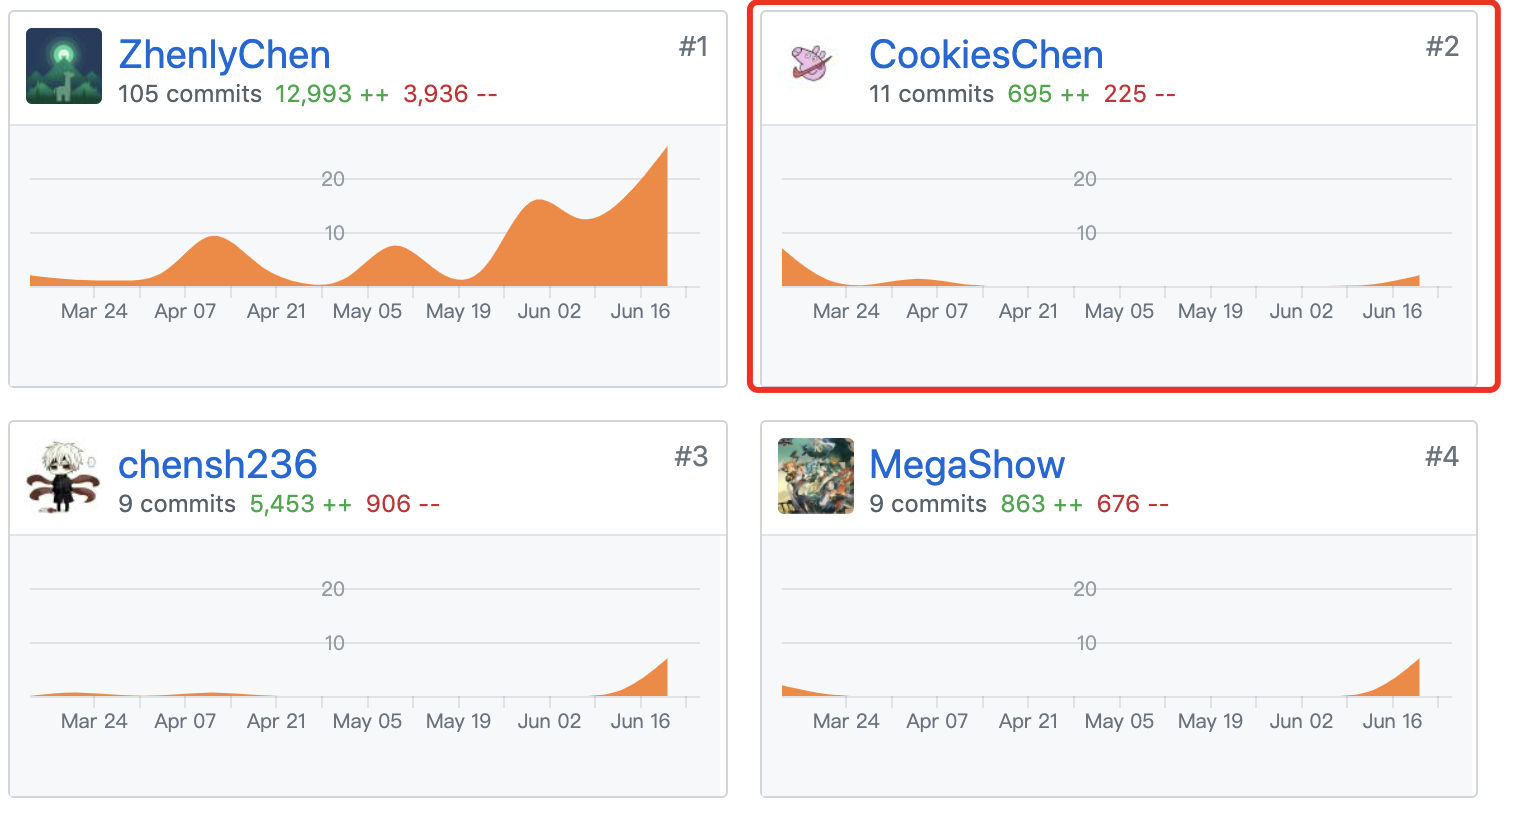 ZhenlyChen #1
105 commits 12,993 ++ 3,936 --
20
10
Mar 24 Apr 07 Apr 21 May 05 May 19 Jun 02 Jun 16
CookiesChen #2
11 commits 695 ++ 225 --
20
10
Mar 24 Apr 07 Apr 21 May 05 May 19 Jun 02 Jun 16
chensh236 #3
9 commits 5,453 ++ 906 --
20
10
Mar 24 Apr 07 Apr 21 May 05 May 19 Jun 02 Jun 16
MegaShow #4
9 commits 863 ++ 676 --
20
10
Mar 24 Apr 07 Apr 21 May 05 May 19 Jun 02 Jun 16